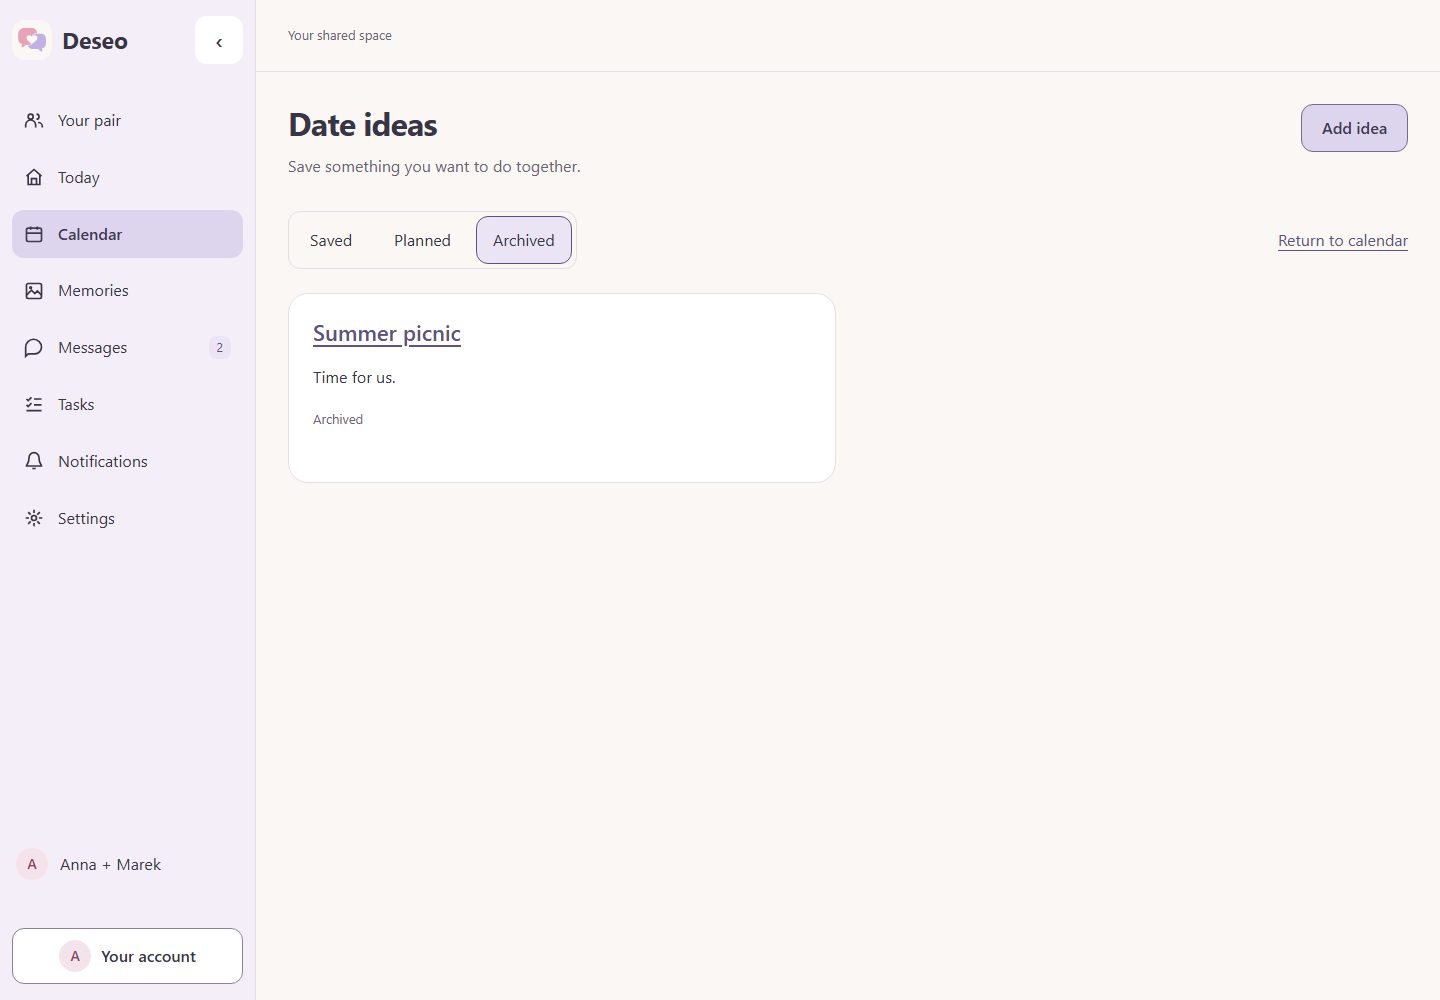 Deseo
‹
Your pair
Today
Calendar
Memories
Messages 2
Tasks
Notifications
Settings
A Anna + Marek
A Your account
Your shared space
Date ideas
Add idea
Save something you want to do together.
Saved Planned Archived
Return to calendar
Summer picnic
Time for us.
Archived